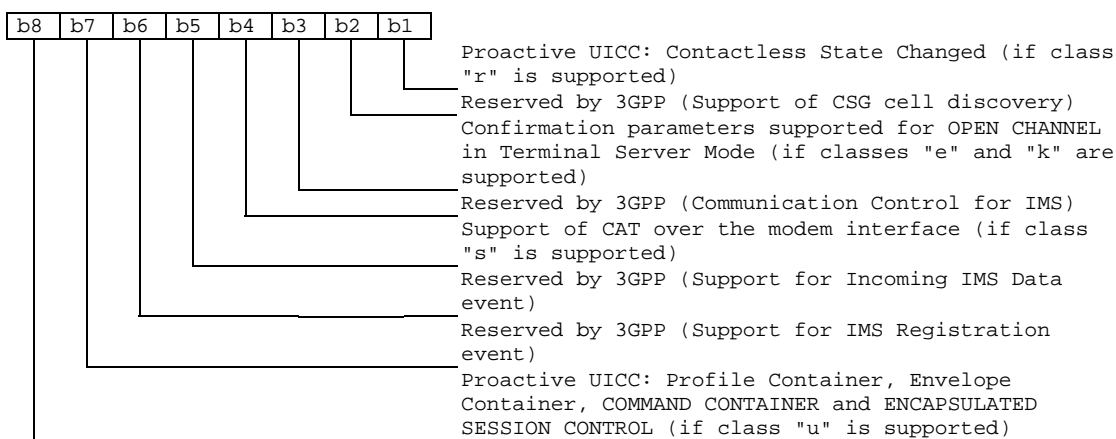 b8 b7 b6 b5 b4 b3 b2 b1
Proactive UICC: Contactless State Changed (if class
"r" is supported)
Reserved by 3GPP (Support of CSG cell discovery)
Confirmation parameters supported for OPEN CHANNEL
in Terminal Server Mode (if classes "e" and "k" are
supported)
Reserved by 3GPP (Communication Control for IMS)
Support of CAT over the modem interface (if class
"s" is supported)
Reserved by 3GPP (Support for Incoming IMS Data
event)
Reserved by 3GPP (Support for IMS Registration
event)
Proactive UICC: Profile Container, Envelope
Container, COMMAND CONTAINER and ENCAPSULATED
SESSION CONTROL (if class "u" is supported)